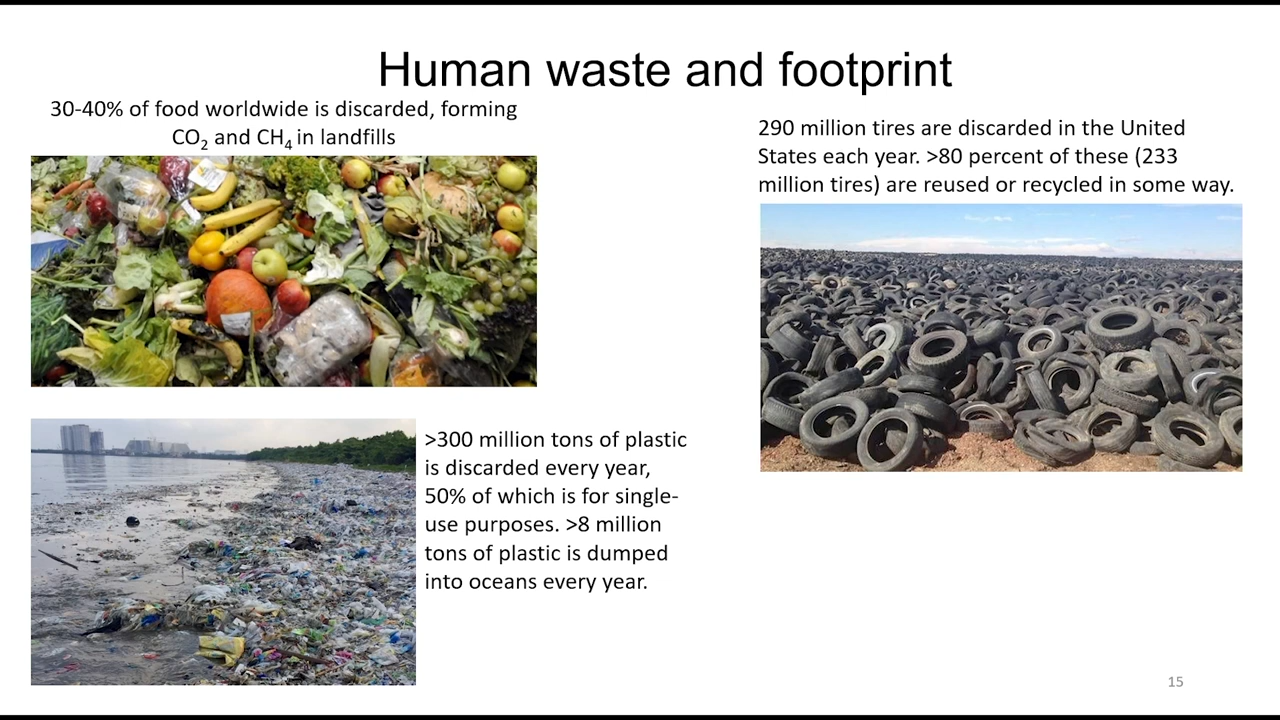 Human waste and footprint
30-40% of food worldwide is discarded, forming
CO₂ and CH₄ in landfills
290 million tires are discarded in the United
States each year. >80 percent of these (233
million tires) are reused or recycled in some way.
>300 million tons of plastic
is discarded every year,
50% of which is for single-
use purposes. >8 million
tons of plastic is dumped
into oceans every year.
15